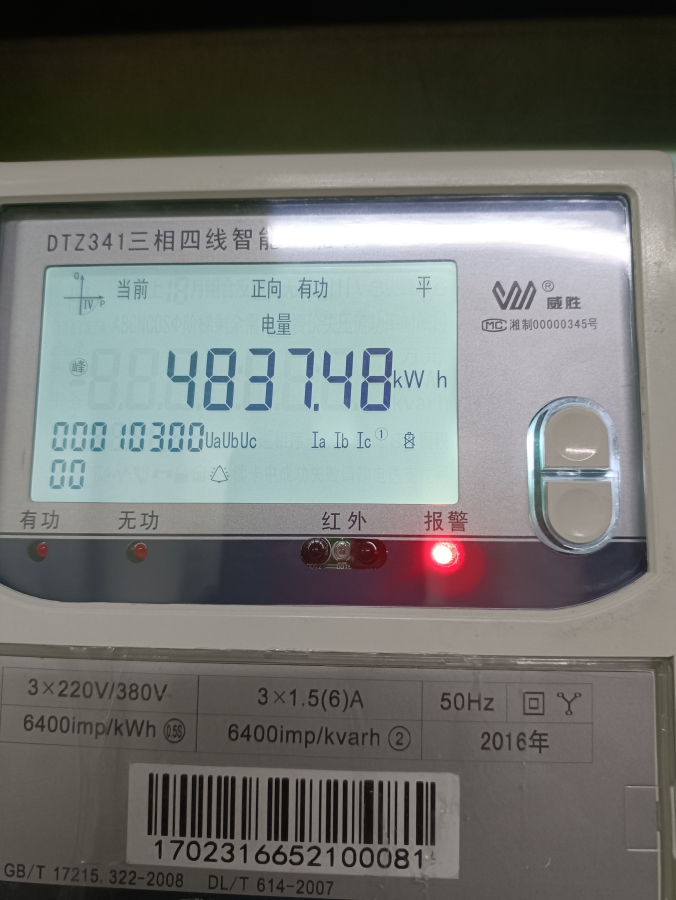 DTZ341三相四线智能
当前 正向 有功 平
电量
峰 4837.48 kW h
00010300 UaUbUc Ia Ib Ic ①
00
威胜®
MC 湘制00000345号
有功 无功 红外 报警
3×220V/380V 3×1.5(6)A 50Hz
6400imp/kWh 0.5S 6400imp/kvarh ② 2016年
1702316652100081
GB/T 17215.322-2008 DL/T 614-2007